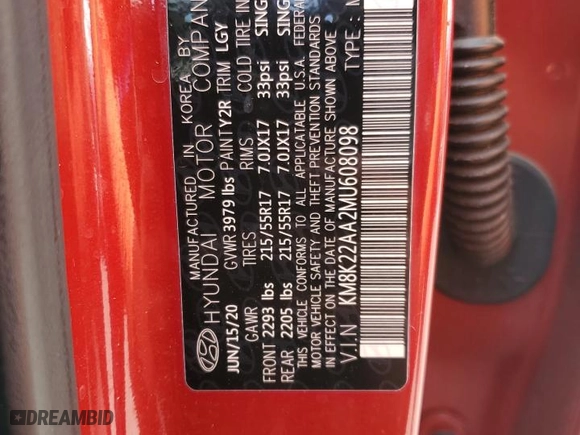 MANUFACTURED IN KOREA BY
HYUNDAI MOTOR COMPAN
JUN/15/20 GVWR 3979 lbs PAINT Y2R TRIM LGY
GAWR TIRES RIMS COLD TIRE IN
FRONT 2293 lbs 215/55R17 7.0JX17 33psi SING
REAR 2205 lbs 215/55R17 7.0JX17 33psi SING
THIS VEHICLE CONFORMS TO ALL APPLICABLE U.S.A. FEDERA
MOTOR VEHICLE SAFETY AND THEFT PREVENTION STANDARDS
IN EFFECT ON THE DATE OF MANUFACTURE SHOWN ABOVE
V.I.N KM8K22AA2MU608098 TYPE : M
DREAMBID